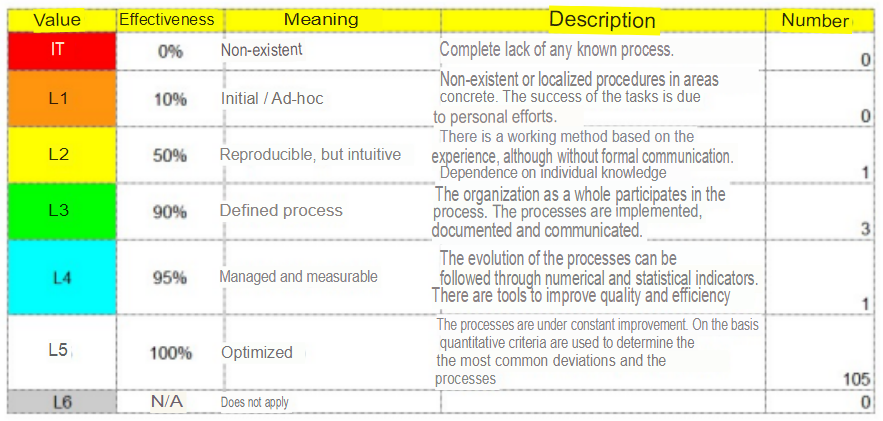 Value Effectiveness Meaning Description Number
IT 0% Non-existent Complete lack of any known process. 0
L1 10% Initial / Ad-hoc Non-existent or localized procedures in areas
concrete. The success of the tasks is due
to personal efforts. 0
L2 50% Reproducible, but intuitive There is a working method based on the
experience, although without formal communication.
Dependence on individual knowledge 1
L3 90% Defined process The organization as a whole participates in the
process. The processes are implemented,
documented and communicated. 3
L4 95% Managed and measurable The evolution of the processes can be
followed through numerical and statistical indicators.
There are tools to improve quality and efficiency 1
L5 100% Optimized The processes are under constant improvement. On the basis
quantitative criteria are used to determine the
the most common deviations and the
processes 105
L6 N/A Does not apply 0